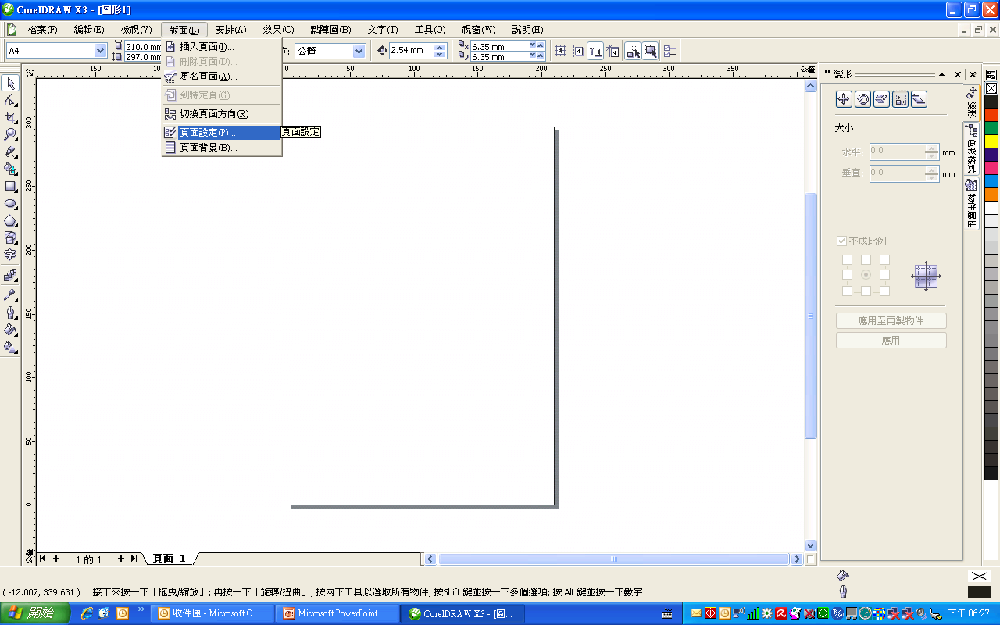 CorelDRAW X3 - [圖形1]
檔案(F) 編輯(E) 檢視(V) 版面(L) 安排(A) 效果(C) 點陣圖(B) 文字(T) 工具(O) 視窗(W) 說明(H)
A4 210.0 mm 297.0 mm 位: 公釐 2.54 mm x 6.35 mm y 6.35 mm
插入頁面(I)...
刪除頁面(D)...
更名頁面(A)...
到特定頁(G)...
切換頁面方向(R)
頁面設定(P)...
頁面設定
頁面背景(B)...
150 0 50 100 150 200 250 300 350 公釐
300
250
200
150
100
50
0
字
變形
大小:
水平: 0.0 mm
垂直: 0.0 mm
不成比例
應用至再製物件
應用
變形
色彩樣式
物件屬性
1 的 1 頁面 1
( -12.007, 339.631 ) 接下來按一下「拖曳/縮放」; 再按一下「旋轉/扭曲」; 按兩下工具以選取所有物件; 按Shift 鍵並按一下多個選項; 按 Alt 鍵並按一下數字
開始 收件匣 - Microsoft O... Microsoft PowerPoint ... CorelDRAW X3 - [圖... 下午 06:27